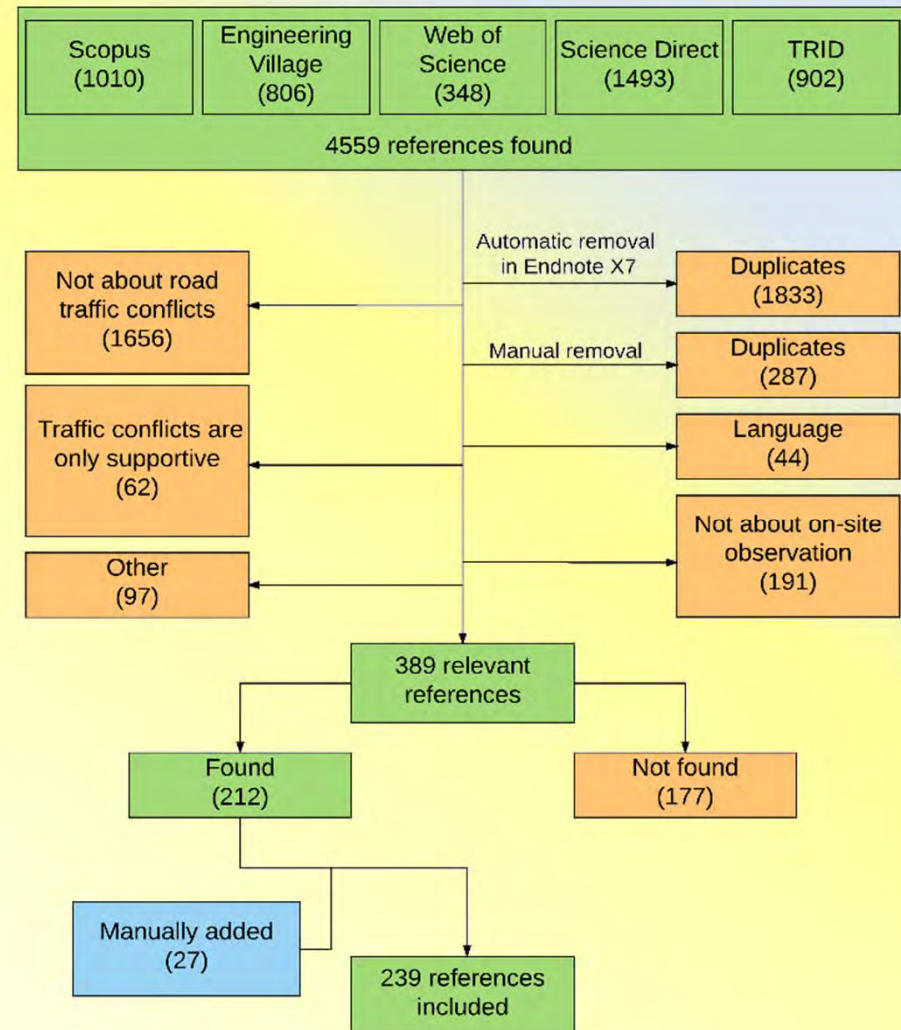 Scopus
(1010)
Engineering
Village
(806)
Web of
Science
(348)
Science Direct
(1493)
TRID
(902)
4559 references found
Automatic removal
in Endnote X7
Duplicates
(1833)
Not about road
traffic conflicts
(1656)
Manual removal
Duplicates
(287)
Traffic conflicts are
only supportive
(62)
Language
(44)
Not about on-site
observation
(191)
Other
(97)
389 relevant
references
Found
(212)
Not found
(177)
Manually added
(27)
239 references
included